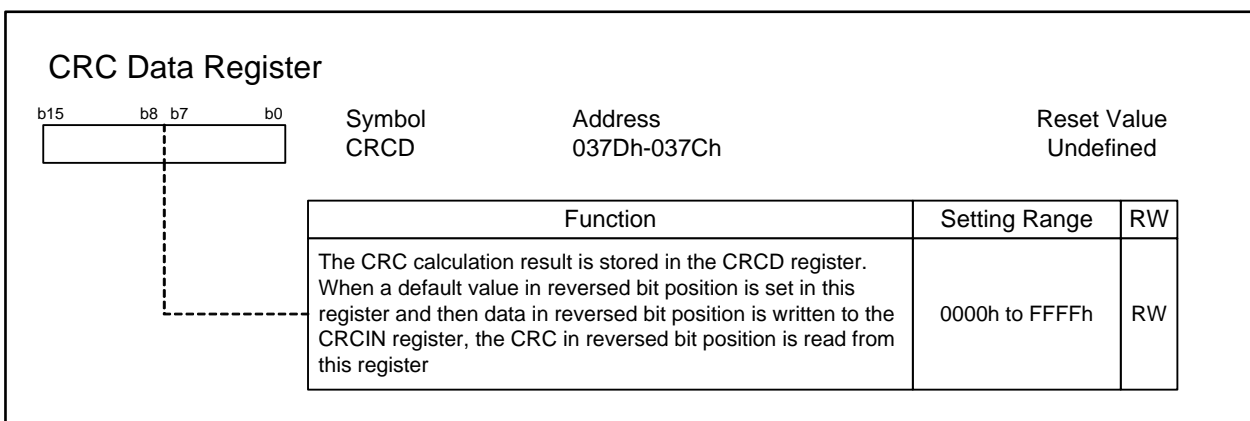 CRC Data Register
b15 b8 b7 b0
Symbol Address Reset Value
CRCD 037Dh-037Ch Undefined
Function Setting Range RW
The CRC calculation result is stored in the CRCD register.
When a default value in reversed bit position is set in this
register and then data in reversed bit position is written to the
CRCIN register, the CRC in reversed bit position is read from
this register
0000h to FFFFh RW